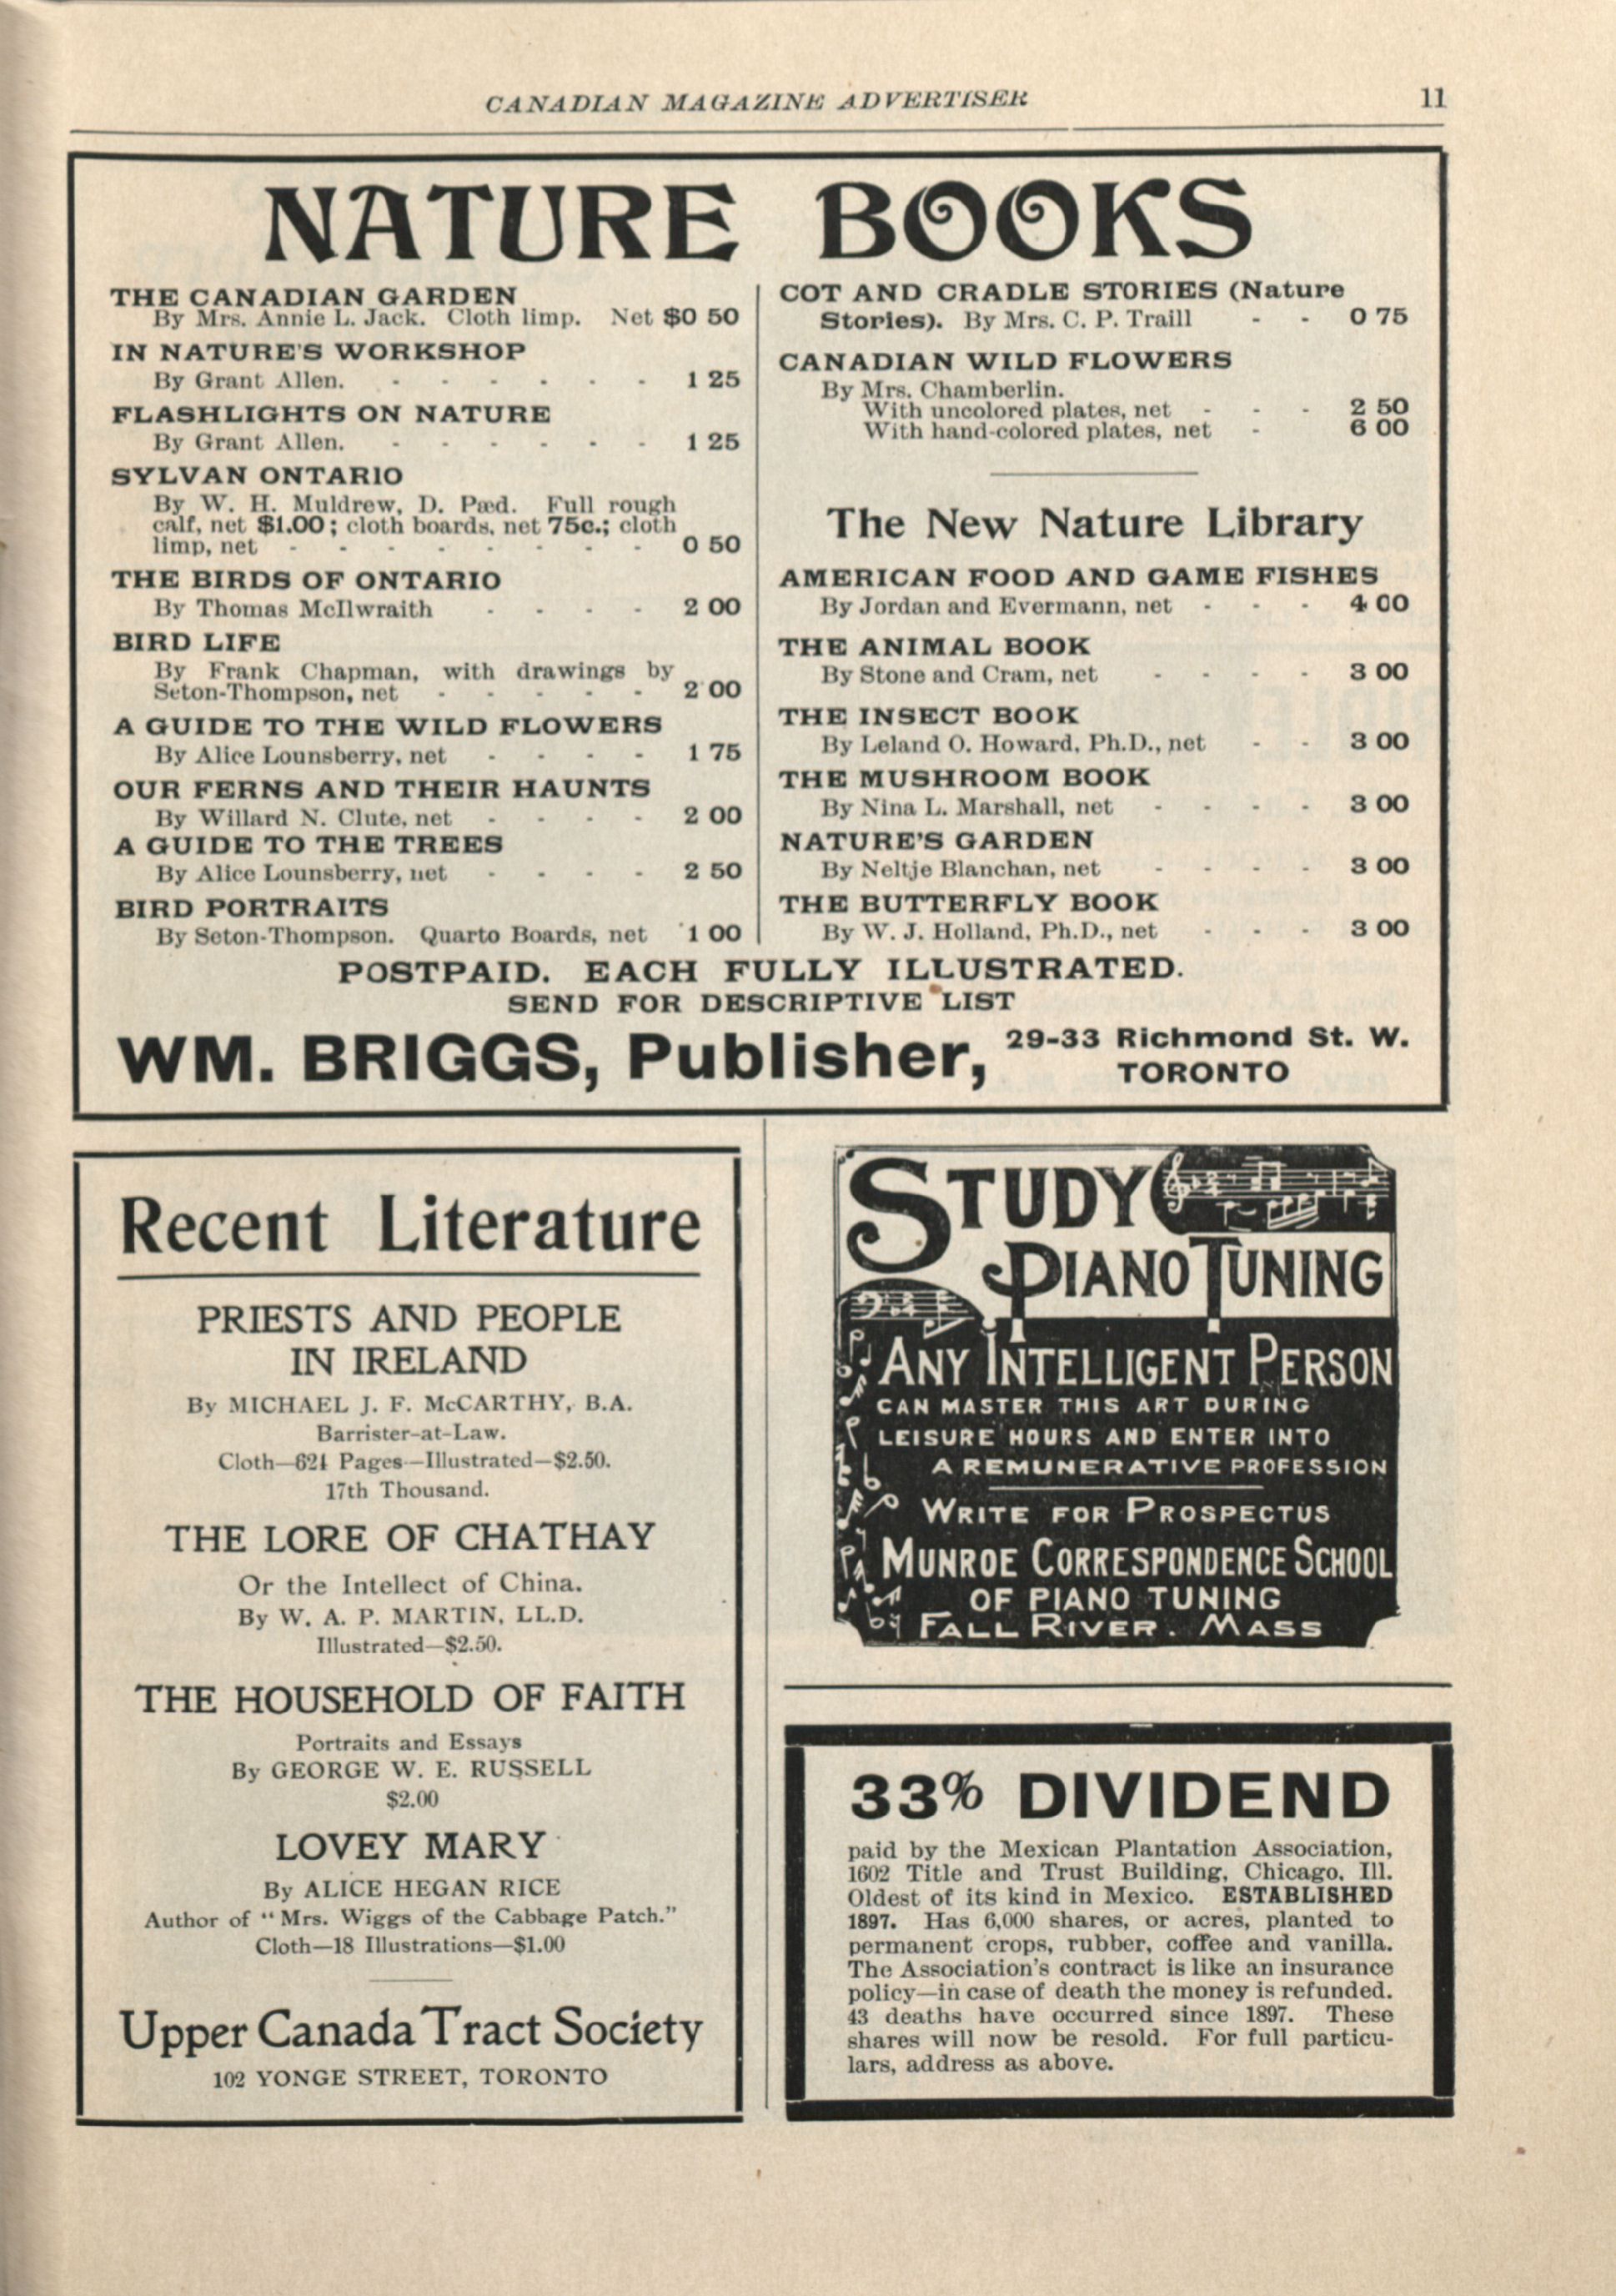 CANADIAN MAGAZINE ADVERTISER 11
NATURE BOOKS
THE CANADIAN GARDEN
By Mrs. Annie L. Jack. Cloth limp. Net $0 50
IN NATURE'S WORKSHOP
By Grant Allen. - - - - - - 1 25
FLASHLIGHTS ON NATURE
By Grant Allen. - - - - - - 1 25
SYLVAN ONTARIO
By W. H. Muldrew, D. Pæd. Full rough
calf, net $1.00; cloth boards, net 75c.; cloth
limp, net - - - - - - - - 0 50
THE BIRDS OF ONTARIO
By Thomas McIlwraith - - - - 2 00
BIRD LIFE
By Frank Chapman, with drawings by
Seton-Thompson, net - - - - - 2 00
A GUIDE TO THE WILD FLOWERS
By Alice Lounsberry, net - - - - 1 75
OUR FERNS AND THEIR HAUNTS
By Willard N. Clute, net - - - - 2 00
A GUIDE TO THE TREES
By Alice Lounsberry, net - - - - 2 50
BIRD PORTRAITS
By Seton-Thompson. Quarto Boards, net 1 00
COT AND CRADLE STORIES (Nature
Stories). By Mrs. C. P. Traill - - 0 75
CANADIAN WILD FLOWERS
By Mrs. Chamberlin.
With uncolored plates, net - - - 2 50
With hand-colored plates, net - 6 00
The New Nature Library
AMERICAN FOOD AND GAME FISHES
By Jordan and Evermann, net - - - 4 00
THE ANIMAL BOOK
By Stone and Cram, net - - - - 3 00
THE INSECT BOOK
By Leland O. Howard, Ph.D., net - - 3 00
THE MUSHROOM BOOK
By Nina L. Marshall, net - - - - 3 00
NATURE'S GARDEN
By Neltje Blanchan, net - - - - 3 00
THE BUTTERFLY BOOK
By W. J. Holland, Ph.D., net - - - 3 00
POSTPAID. EACH FULLY ILLUSTRATED.
SEND FOR DESCRIPTIVE LIST
WM. BRIGGS, Publisher, 29-33 Richmond St. W.
TORONTO
Recent Literature
PRIESTS AND PEOPLE
IN IRELAND
By MICHAEL J. F. McCARTHY, B.A.
Barrister-at-Law.
Cloth—621 Pages—Illustrated—$2.50.
17th Thousand.
THE LORE OF CHATHAY
Or the Intellect of China.
By W. A. P. MARTIN, LL.D.
Illustrated—$2.50.
THE HOUSEHOLD OF FAITH
Portraits and Essays
By GEORGE W. E. RUSSELL
$2.00
LOVEY MARY
By ALICE HEGAN RICE
Author of "Mrs. Wiggs of the Cabbage Patch."
Cloth—18 Illustrations—$1.00
Upper Canada Tract Society
102 YONGE STREET, TORONTO
STUDY
PIANO TUNING
ANY INTELLIGENT PERSON
CAN MASTER THIS ART DURING
LEISURE HOURS AND ENTER INTO
A REMUNERATIVE PROFESSION
WRITE FOR PROSPECTUS
MUNROE CORRESPONDENCE SCHOOL
OF PIANO TUNING
FALL RIVER. MASS
33% DIVIDEND
paid by the Mexican Plantation Association,
1602 Title and Trust Building, Chicago, Ill.
Oldest of its kind in Mexico. ESTABLISHED
1897. Has 6,000 shares, or acres, planted to
permanent crops, rubber, coffee and vanilla.
The Association's contract is like an insurance
policy—in case of death the money is refunded.
43 deaths have occurred since 1897. These
shares will now be resold. For full particu-
lars, address as above.